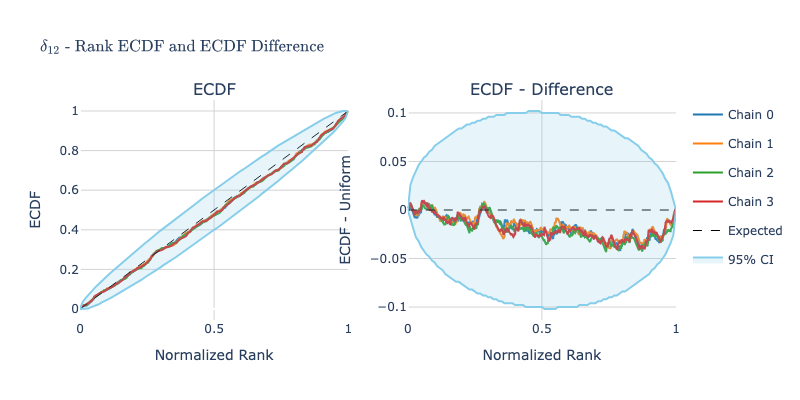 δ₁₂ - Rank ECDF and ECDF Difference
ECDF
ECDF
1
0.8
0.6
0.4
0.2
0
0
0.5
1
Normalized Rank
ECDF - Difference
ECDF - Uniform
0.1
0.05
0
−0.05
−0.1
0
0.5
1
Normalized Rank
Chain 0
Chain 1
Chain 2
Chain 3
Expected
95% CI